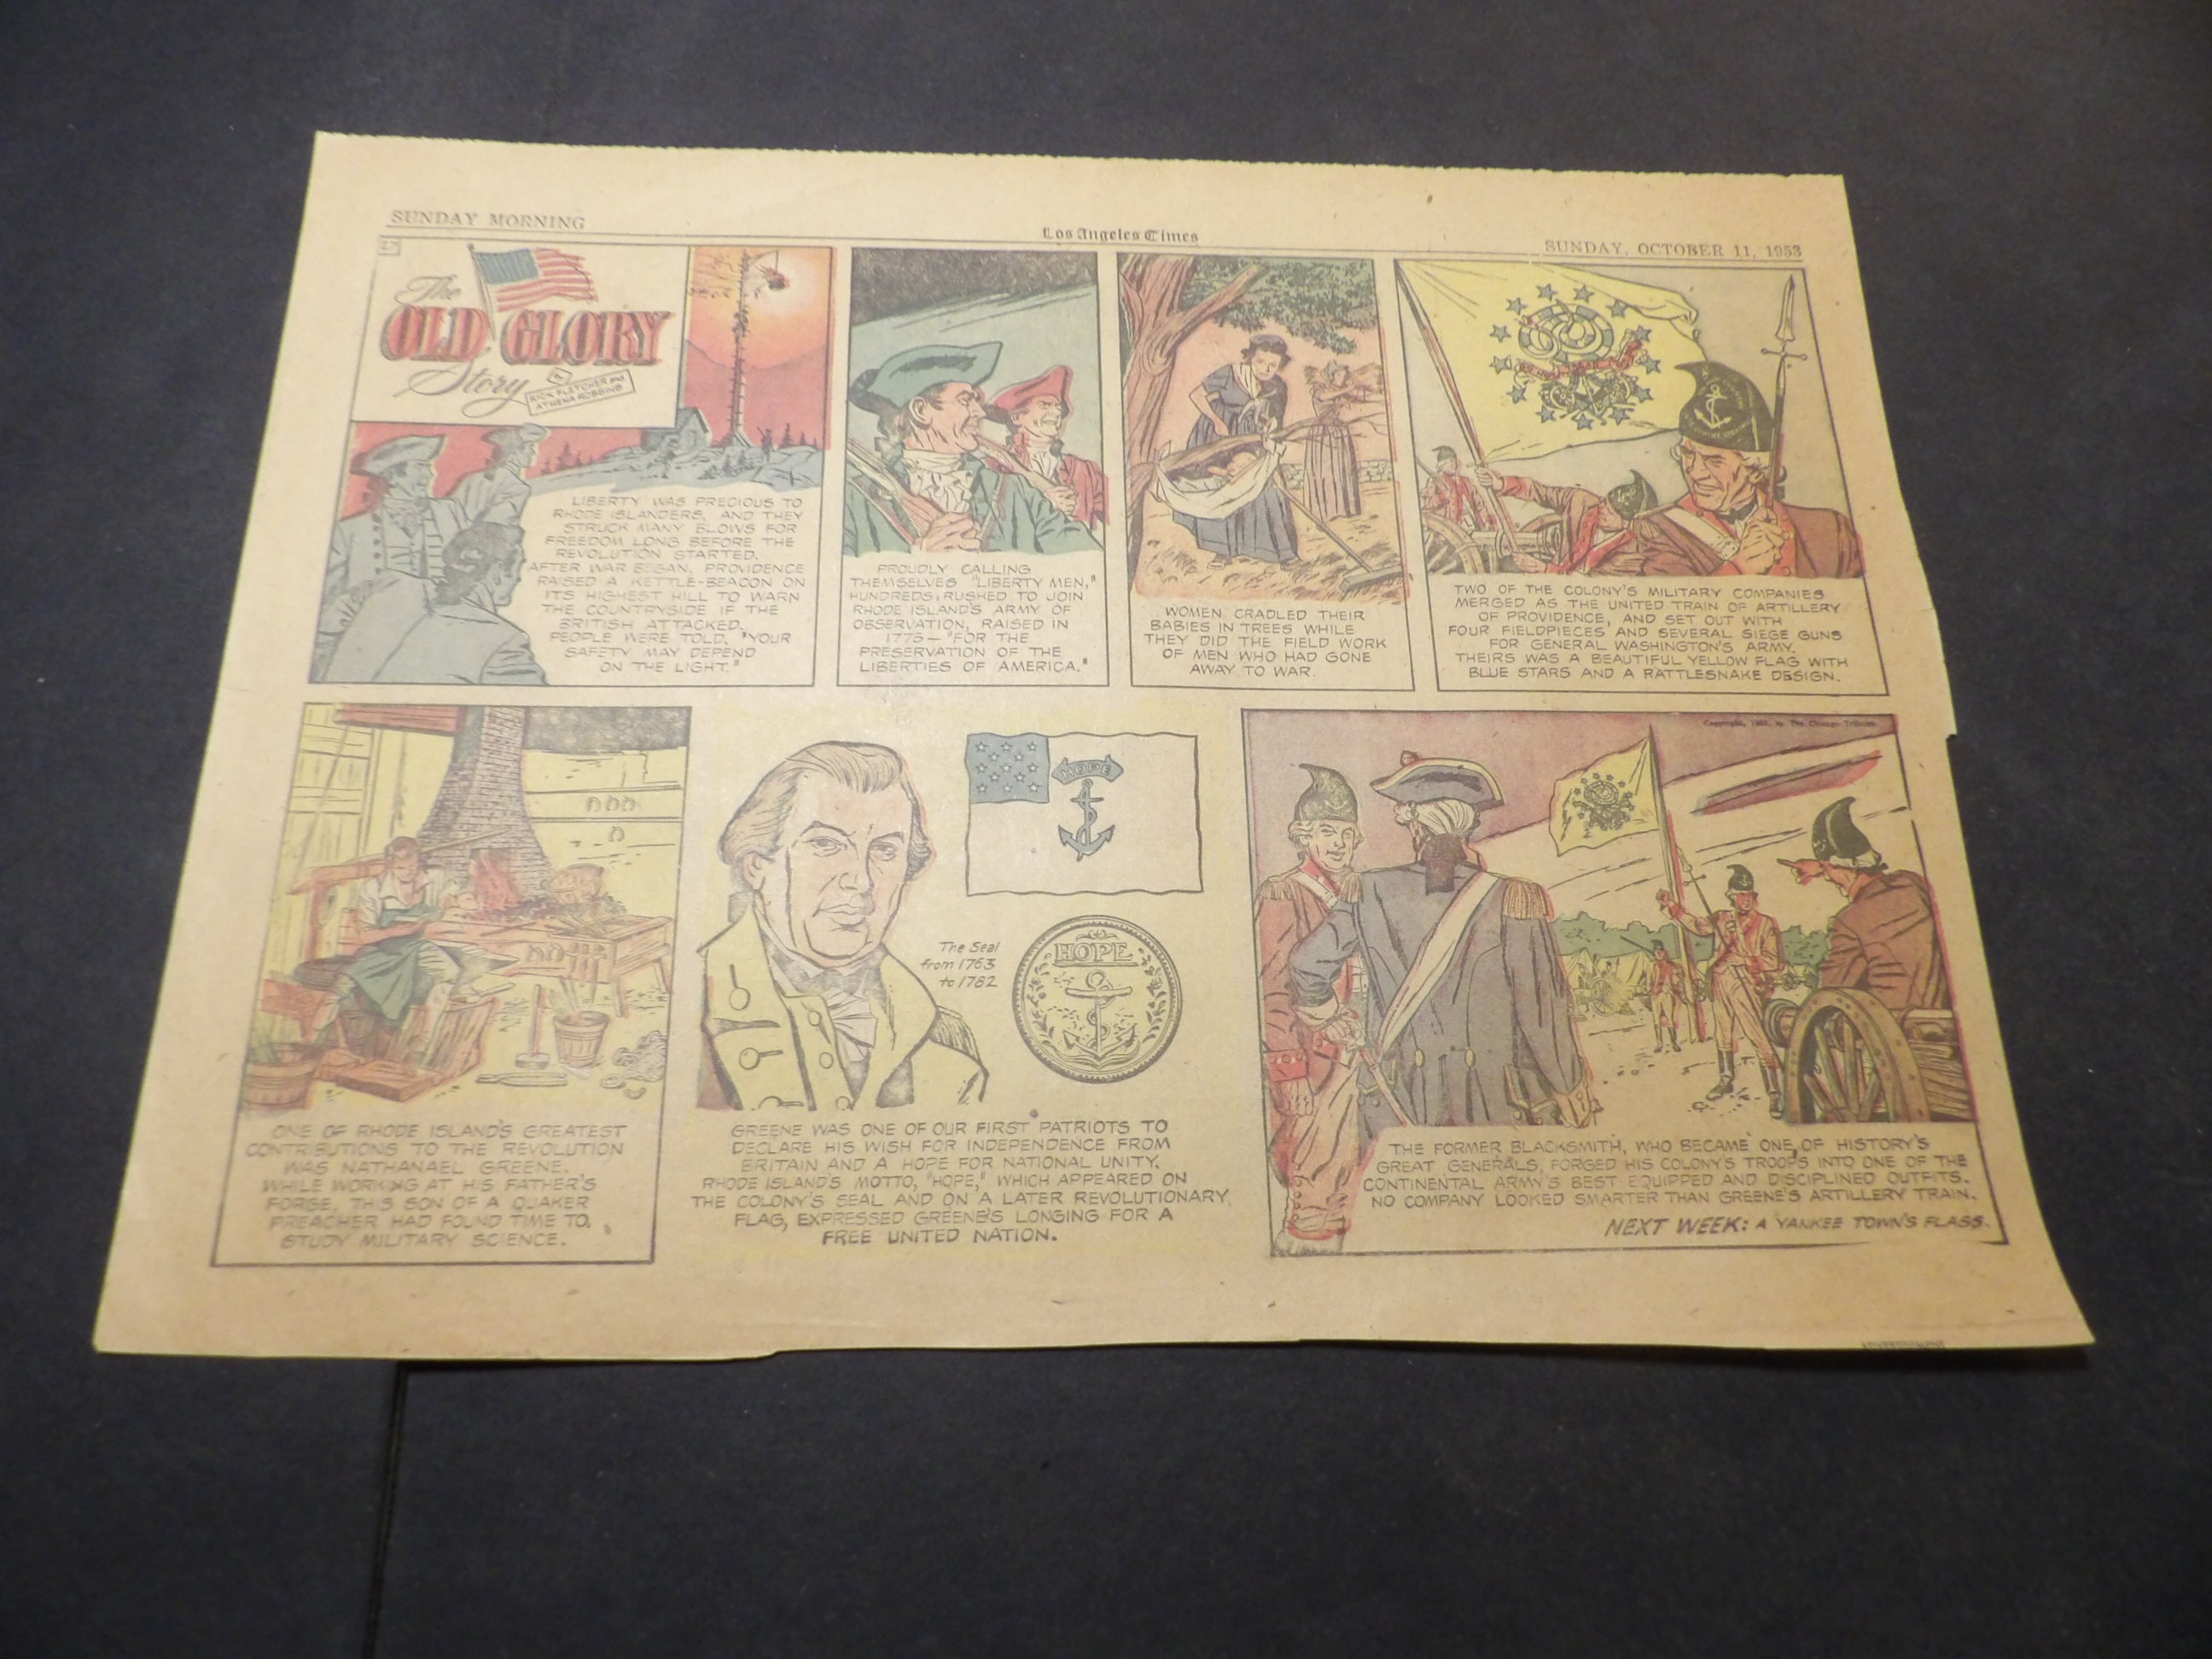 SUNDAY MORNING
Los Angeles Times
SUNDAY, OCTOBER 11, 1953
27
The
OLD GLORY
Story
By
RICK FLETCHER AND
ATHENA ROBBINS
LIBERTY WAS PRECIOUS TO
RHODE ISLANDERS, AND THEY
STRUCK MANY BLOWS FOR
FREEDOM LONG BEFORE THE
REVOLUTION STARTED.
AFTER WAR BEGAN, PROVIDENCE
RAISED A KETTLE-BEACON ON
ITS HIGHEST HILL TO WARN
THE COUNTRYSIDE IF THE
BRITISH ATTACKED.
PEOPLE WERE TOLD, "YOUR
SAFETY MAY DEPEND
ON THE LIGHT."
PROUDLY CALLING
THEMSELVES "LIBERTY MEN,"
HUNDREDS RUSHED TO JOIN
RHODE ISLAND'S ARMY OF
OBSERVATION, RAISED IN
1775—"FOR THE
PRESERVATION OF THE
LIBERTIES OF AMERICA."
WOMEN CRADLED THEIR
BABIES IN TREES WHILE
THEY DID THE FIELD WORK
OF MEN WHO HAD GONE
AWAY TO WAR.
TWO OF THE COLONY'S MILITARY COMPANIES
MERGED AS THE UNITED TRAIN OF ARTILLERY
OF PROVIDENCE, AND SET OUT WITH
FOUR FIELDPIECES AND SEVERAL SIEGE GUNS
FOR GENERAL WASHINGTON'S ARMY.
THEIRS WAS A BEAUTIFUL YELLOW FLAG WITH
BLUE STARS AND A RATTLESNAKE DESIGN.
ONE OF RHODE ISLAND'S GREATEST
CONTRIBUTIONS TO THE REVOLUTION
WAS NATHANAEL GREENE.
WHILE WORKING AT HIS FATHER'S
FORGE, THIS SON OF A QUAKER
PREACHER HAD FOUND TIME TO
STUDY MILITARY SCIENCE.
HOPE
The Seal
from 1763
to 1782
HOPE
GREENE WAS ONE OF OUR FIRST PATRIOTS TO
DECLARE HIS WISH FOR INDEPENDENCE FROM
BRITAIN AND A HOPE FOR NATIONAL UNITY.
RHODE ISLAND'S MOTTO, "HOPE," WHICH APPEARED ON
THE COLONY'S SEAL AND ON A LATER REVOLUTIONARY
FLAG, EXPRESSED GREENE'S LONGING FOR A
FREE UNITED NATION.
Copyright, 1953, by The Chicago Tribune
THE FORMER BLACKSMITH, WHO BECAME ONE OF HISTORY'S
GREAT GENERALS, FORGED HIS COLONY'S TROOPS INTO ONE OF THE
CONTINENTAL ARMY'S BEST EQUIPPED AND DISCIPLINED OUTFITS.
NO COMPANY LOOKED SMARTER THAN GREENE'S ARTILLERY TRAIN.
NEXT WEEK: A YANKEE TOWN'S FLAGS.